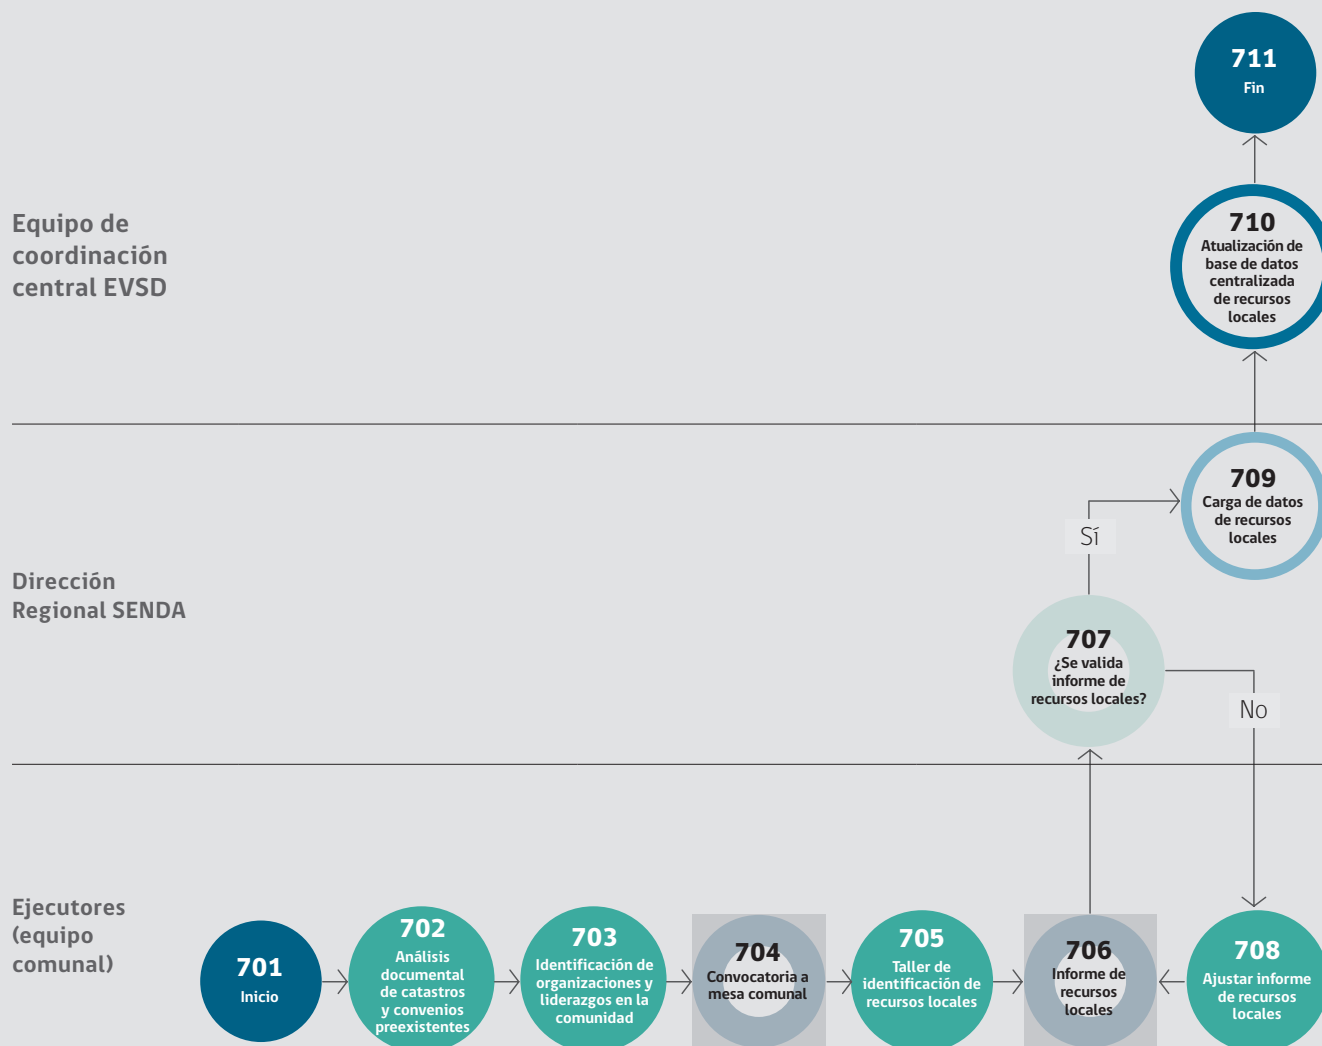 711
Fin
Equipo de
coordinación
central EVSD
710
Atualización de
base de datos
centralizada
de recursos
locales
709
Carga de datos
de recursos
locales
Sí
Dirección
Regional SENDA
707
¿Se valida
informe de
recursos locales?
No
Ejecutores
(equipo
comunal)
701
Inicio
702
Análisis
documental
de catastros
y convenios
preexistentes
703
Identificación de
organizaciones y
liderazgos en la
comunidad
704
Convocatoria a
mesa comunal
705
Taller de
identificación de
recursos locales
706
Informe de
recursos
locales
708
Ajustar informe
de recursos
locales